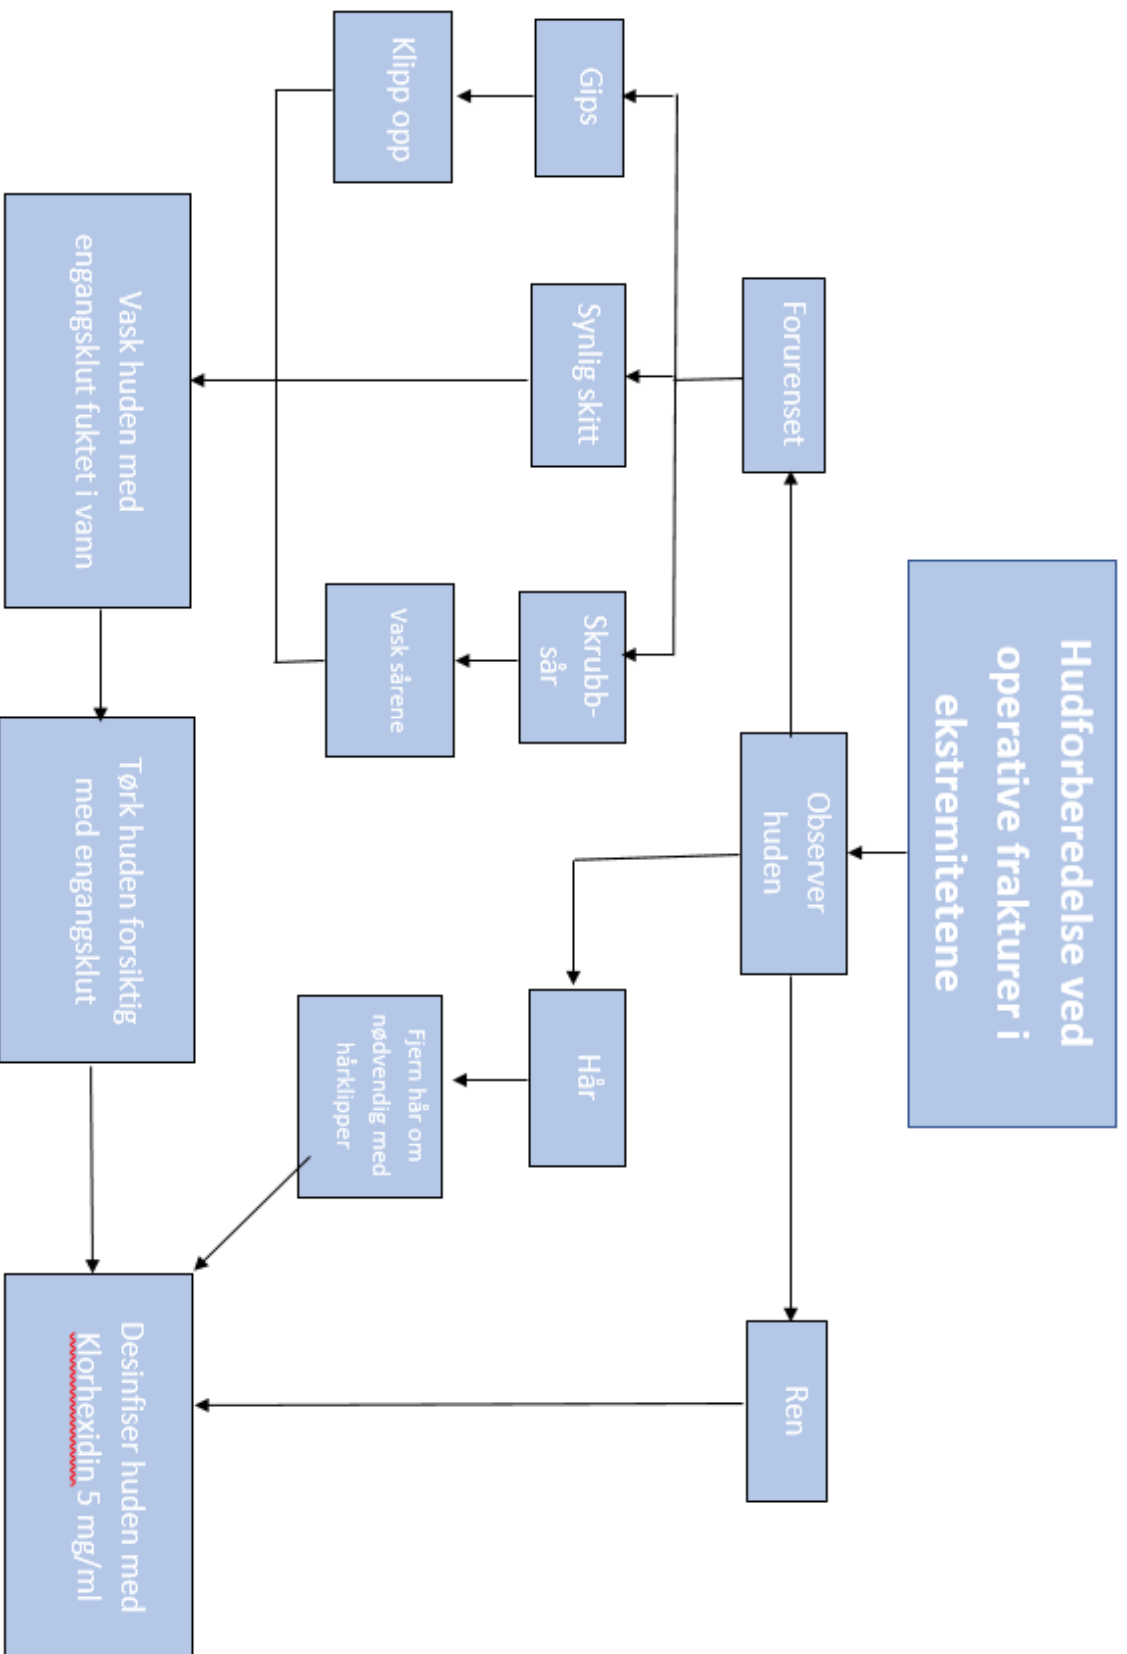 Hudforberedelse ved
operative frakturer i
ekstremitetene
Observer
huden
Forurenset
Ren
Gips
Synlig skitt
Skrubb-
sår
Hår
Klipp opp
Vask sårene
Fjern hår om
nødvendig med
hårklipper
Vask huden med
engangsklut fuktet i vann
Tørk huden forsiktig
med engangsklut
Desinfiser huden med
Klorhexidin 5 mg/ml